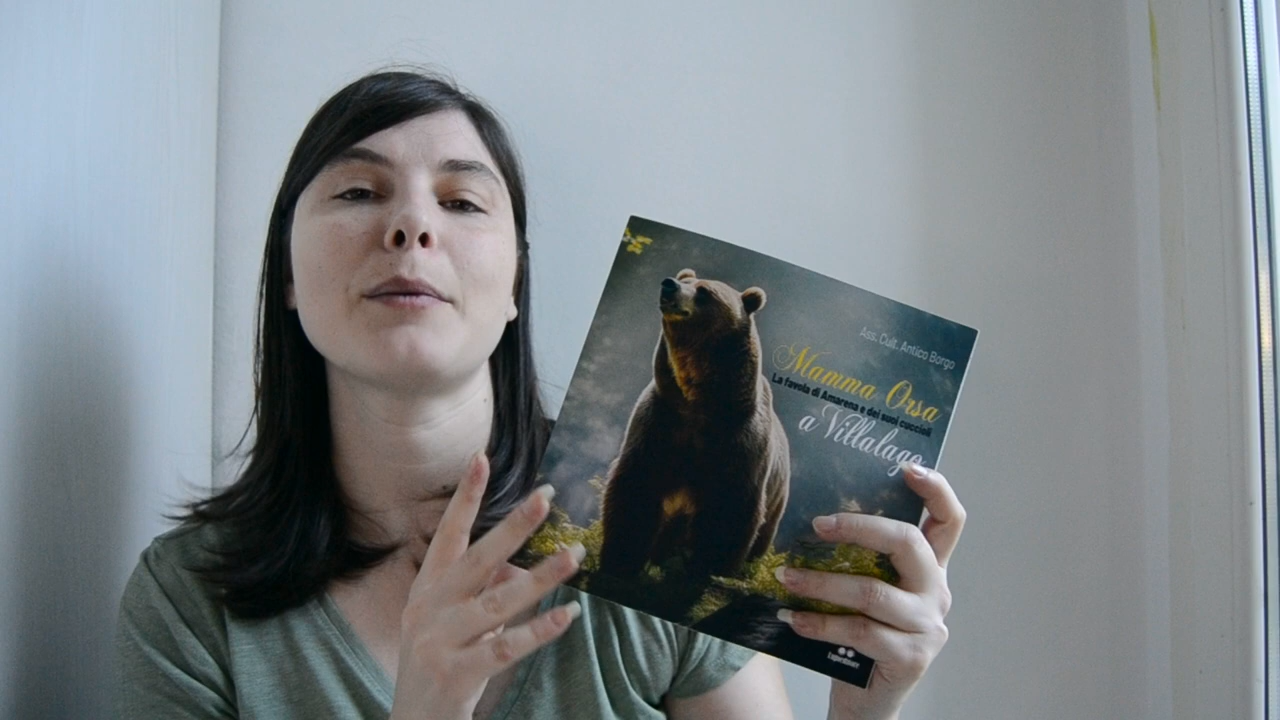 Ass. Cult. Antico Borgo
Mamma Orsa
La favola di Amarena e dei suoi cuccioli
a Villalago